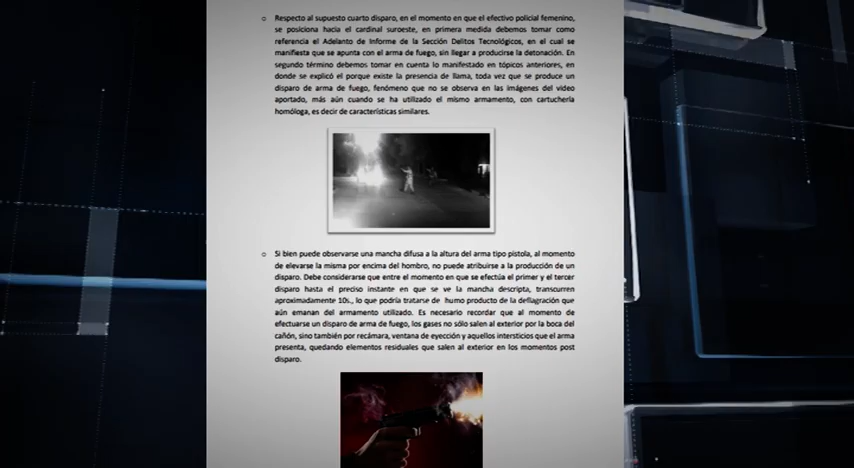 Respecto al supuesto cuarto disparo, en el momento en que el efectivo policial femenino,
se posiciona hacia el cardinal suroeste, en primera medida debemos tomar como
referencia el Adelanto de Informe de la Sección Delitos Tecnológicos, en el cual se
manifiesta que se apunta con el arma de fuego, sin llegar a producirse la detonación. En
segundo término debemos tomar en cuenta lo manifestado en tópicos anteriores, en
donde se explicó el porque existe la presencia de llama, toda vez que se produce un
disparo de arma de fuego, fenómeno que no se observa en las imágenes del video
aportado, más aún cuando se ha utilizado el mismo armamento, con cartuchería
homóloga, es decir de características similares.
Si bien puede observarse una mancha difusa a la altura del arma tipo pistola, al momento
de elevarse la misma por encima del hombro, no puede atribuirse a la producción de un
disparo. Debe considerarse que entre el momento en que se efectúa el primer y el tercer
disparo hasta el preciso instante en que se ve la mancha descripta, transcurren
aproximadamente 10s., lo que podría tratarse de humo producto de la deflagración que
aún emanan del armamento utilizado. Es necesario recordar que al momento de
efectuarse un disparo de arma de fuego, los gases no sólo salen al exterior por la boca del
cañón, sino también por recámara, ventana de eyección y aquellos intersticios que el arma
presenta, quedando elementos residuales que salen al exterior en los momentos post
disparo.